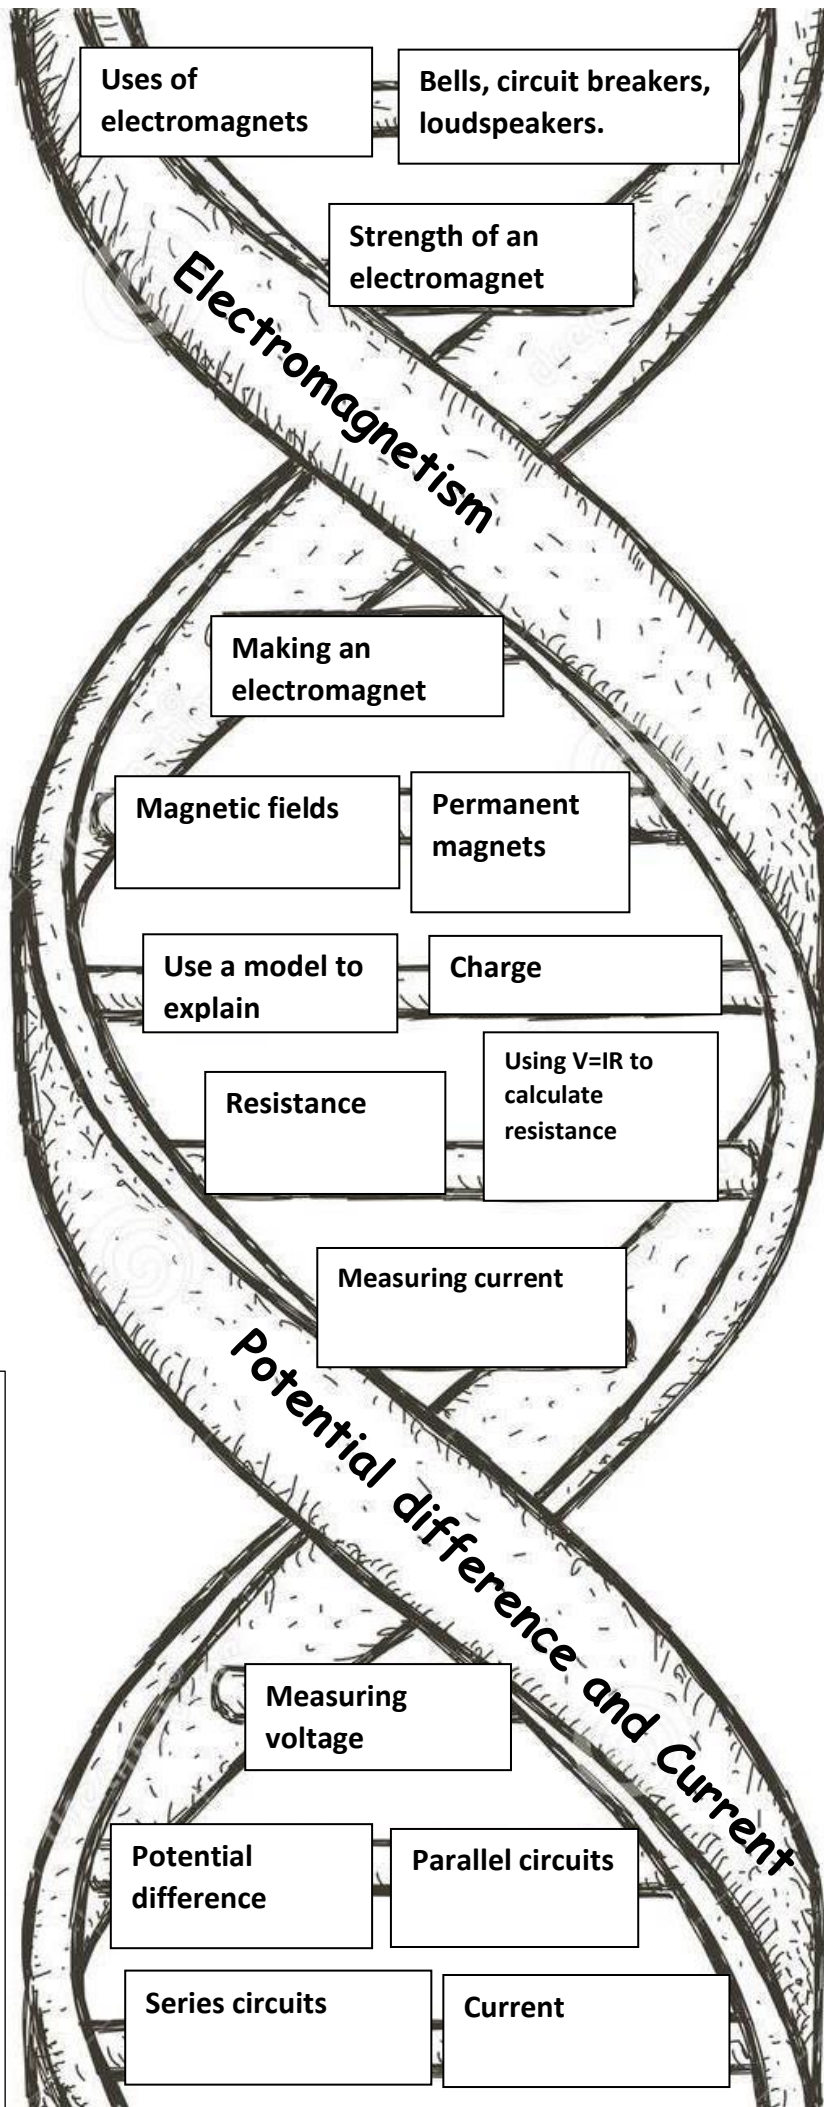 Uses of
electromagnets
Bells, circuit breakers,
loudspeakers.
Strength of an
electromagnet
Electromagnetism
Making an
electromagnet
Magnetic fields
Permanent
magnets
Use a model to
explain
Charge
Using V=IR to
calculate
resistance
Resistance
Measuring current
Potential difference and Current
Measuring
voltage
Potential
difference
Parallel circuits
Series circuits
Current